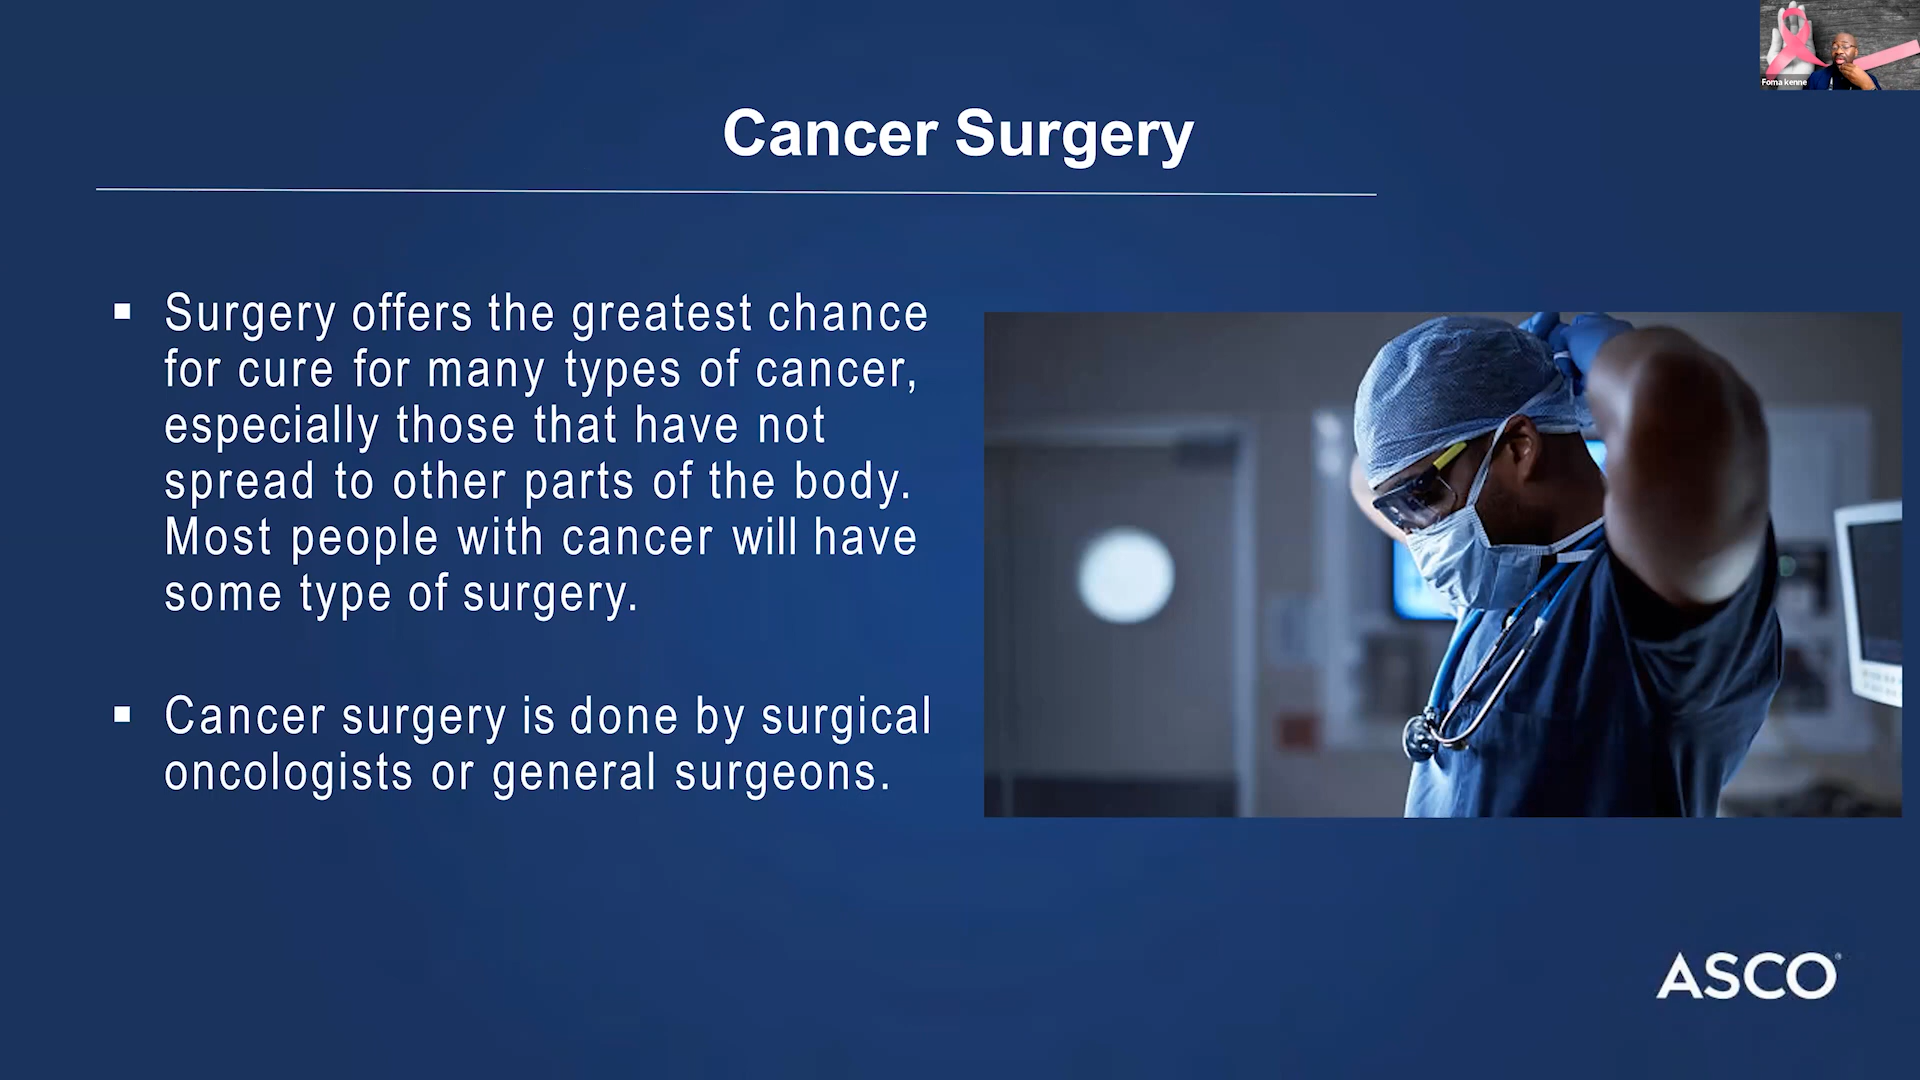 Foma kenne
Cancer Surgery
▪ Surgery offers the greatest chance
for cure for many types of cancer,
especially those that have not
spread to other parts of the body.
Most people with cancer will have
some type of surgery.
▪ Cancer surgery is done by surgical
oncologists or general surgeons.
ASCO®